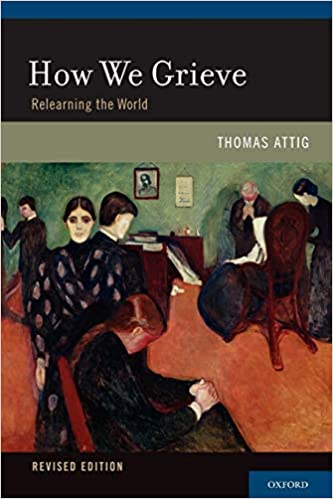 How We Grieve
Relearning the World
THOMAS ATTIG
REVISED EDITION
OXFORD